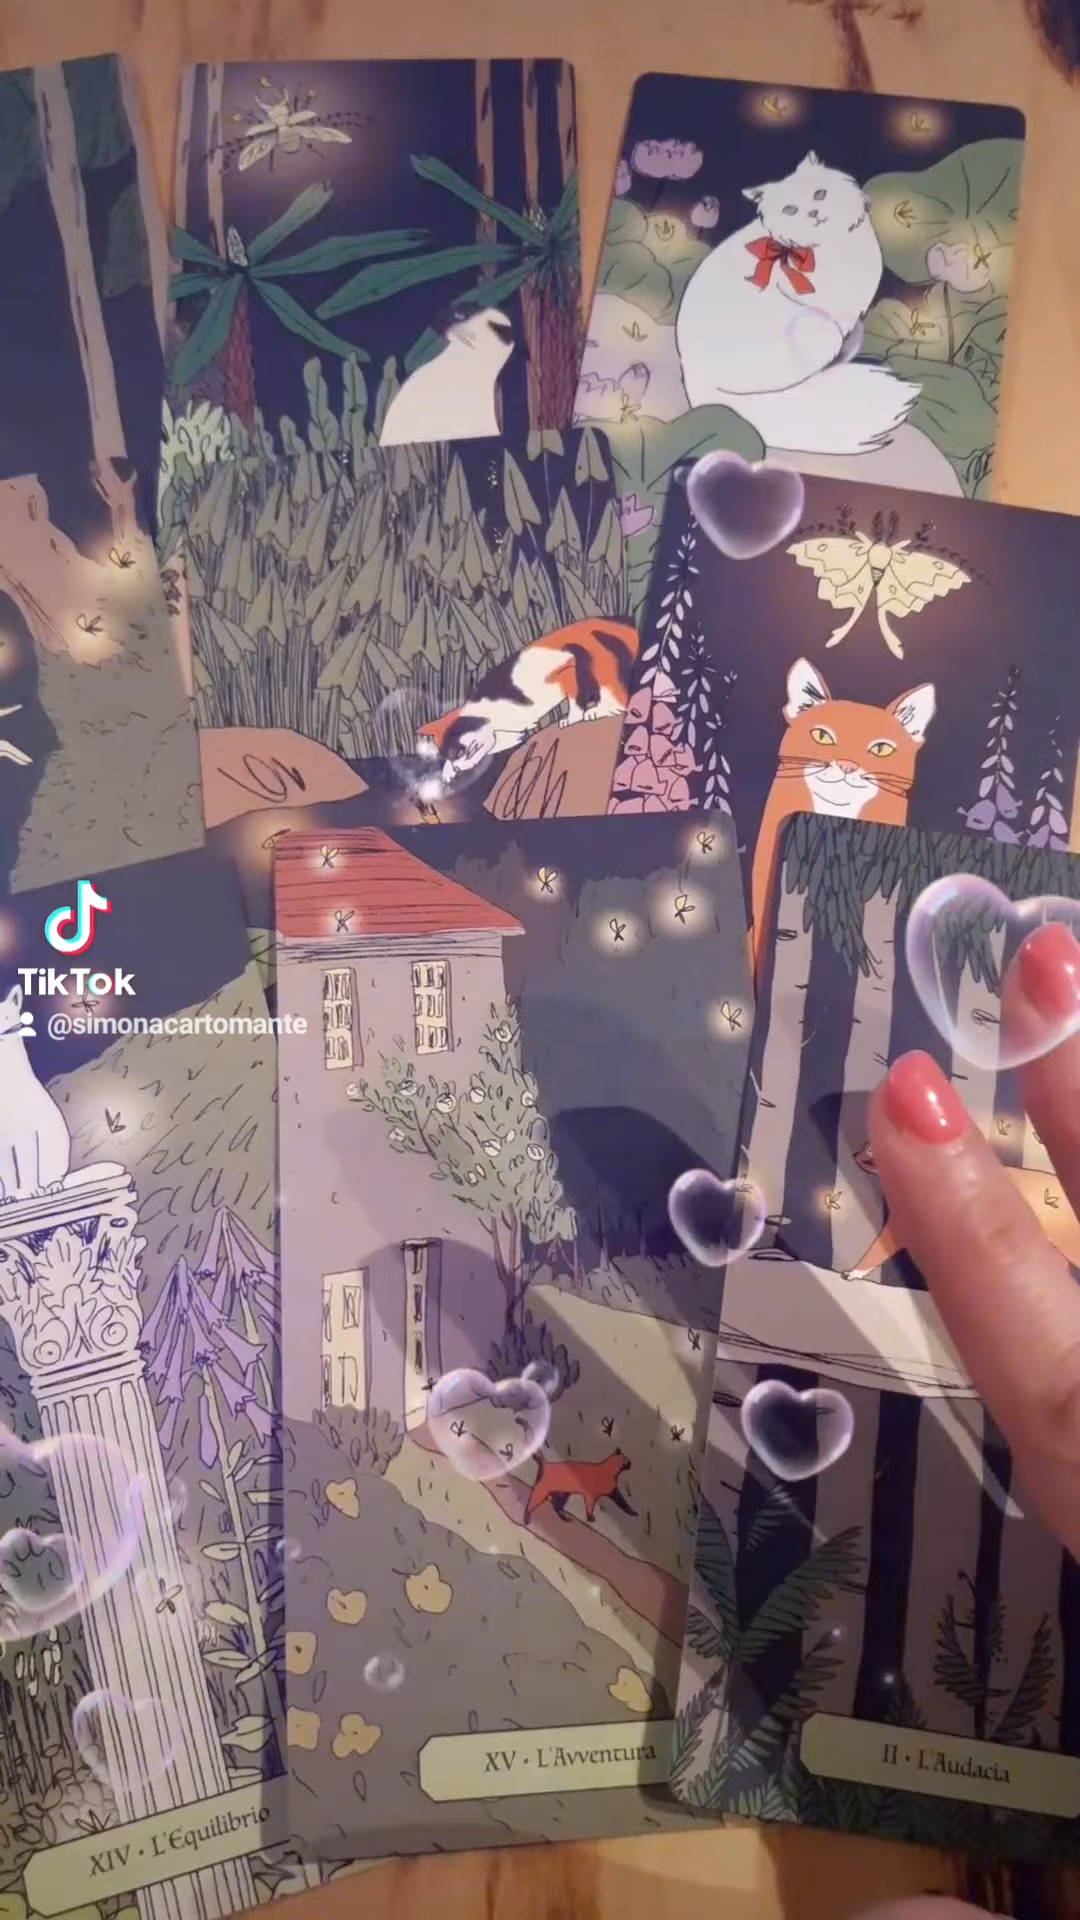 TikTok
@simonacartomante
XV • L'Avventura
II • L'Audacia
XIV • L'Equilibrio